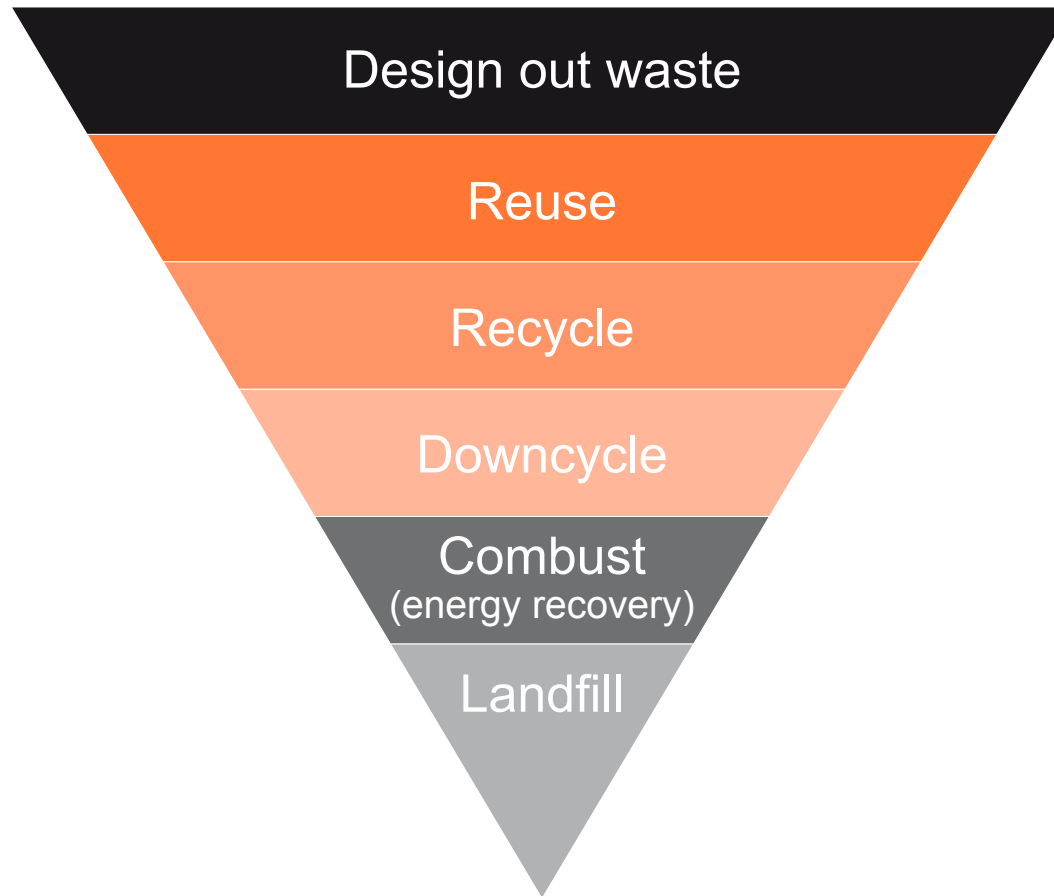 Design out waste
Reuse
Recycle
Downcycle
Combust
(energy recovery)
Landfill